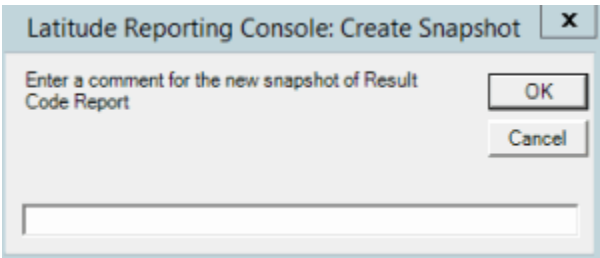 Latitude Reporting Console: Create Snapshot
x
Enter a comment for the new snapshot of Result
Code Report
OK
Cancel